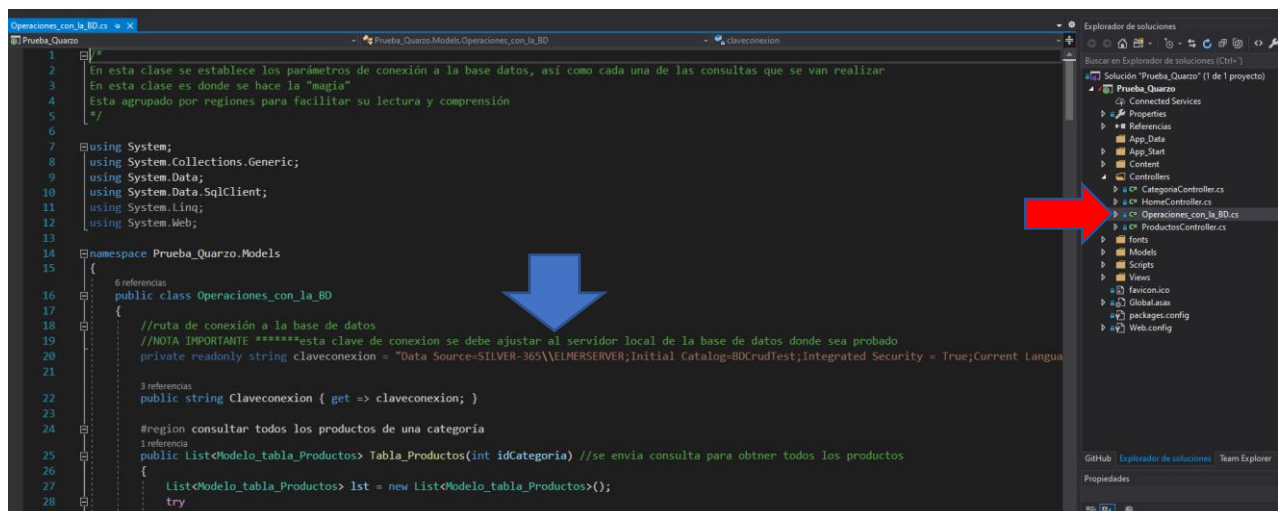 Operaciones_con_la_BD.cs
Prueba_Quarzo
Prueba_Quarzo.Models.Operaciones_con_la_BD
claveconexion
1 /*
2 En esta clase se establece los parámetros de conexión a la base datos, así como cada una de las consultas que se van realizar
3 En esta clase es donde se hace la "magia"
4 Esta agrupado por regiones para facilitar su lectura y comprensión
5 */
6
7 using System;
8 using System.Collections.Generic;
9 using System.Data;
10 using System.Data.SqlClient;
11 using System.Linq;
12 using System.Web;
13
14 namespace Prueba_Quarzo.Models
15 {
6 referencias
16 public class Operaciones_con_la_BD
17 {
18 //ruta de conexión a la base de datos
19 //NOTA IMPORTANTE *******esta clave de conexion se debe ajustar al servidor local de la base de datos donde sea probado
20 private readonly string claveconexion = "Data Source=SILVER-365\\ELMERSERVER;Initial Catalog=BDCrudTest;Integrated Security = True;Current Langua
21
3 referencias
22 public string Claveconexion { get => claveconexion; }
23
24 #region consultar todos los productos de una categoría
1 referencia
25 public List<Modelo_tabla_Productos> Tabla_Productos(int idCategoria) //se envia consulta para obtner todos los productos
26 {
27 List<Modelo_tabla_Productos> lst = new List<Modelo_tabla_Productos>();
28 try
Explorador de soluciones
Buscar en Explorador de soluciones (Ctrl+`)
Solución "Prueba_Quarzo" (1 de 1 proyecto)
Prueba_Quarzo
Connected Services
Properties
Referencias
App_Data
App_Start
Content
Controllers
CategoriaController.cs
HomeController.cs
Operaciones_con_la_BD.cs
ProductosController.cs
fonts
Models
Scripts
Views
favicon.ico
Global.asax
packages.config
Web.config
GitHub Explorador de soluciones Team Explorer
Propiedades